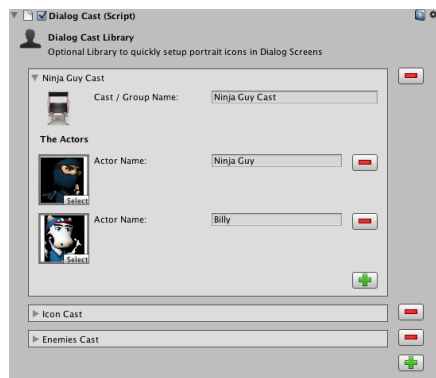 Dialog Cast (Script)
Dialog Cast Library
Optional Library to quickly setup portrait icons in Dialog Screens
Ninja Guy Cast
Cast / Group Name: Ninja Guy Cast
The Actors
Actor Name: Ninja Guy
Select
Actor Name: Billy
Select
Icon Cast
Enemies Cast